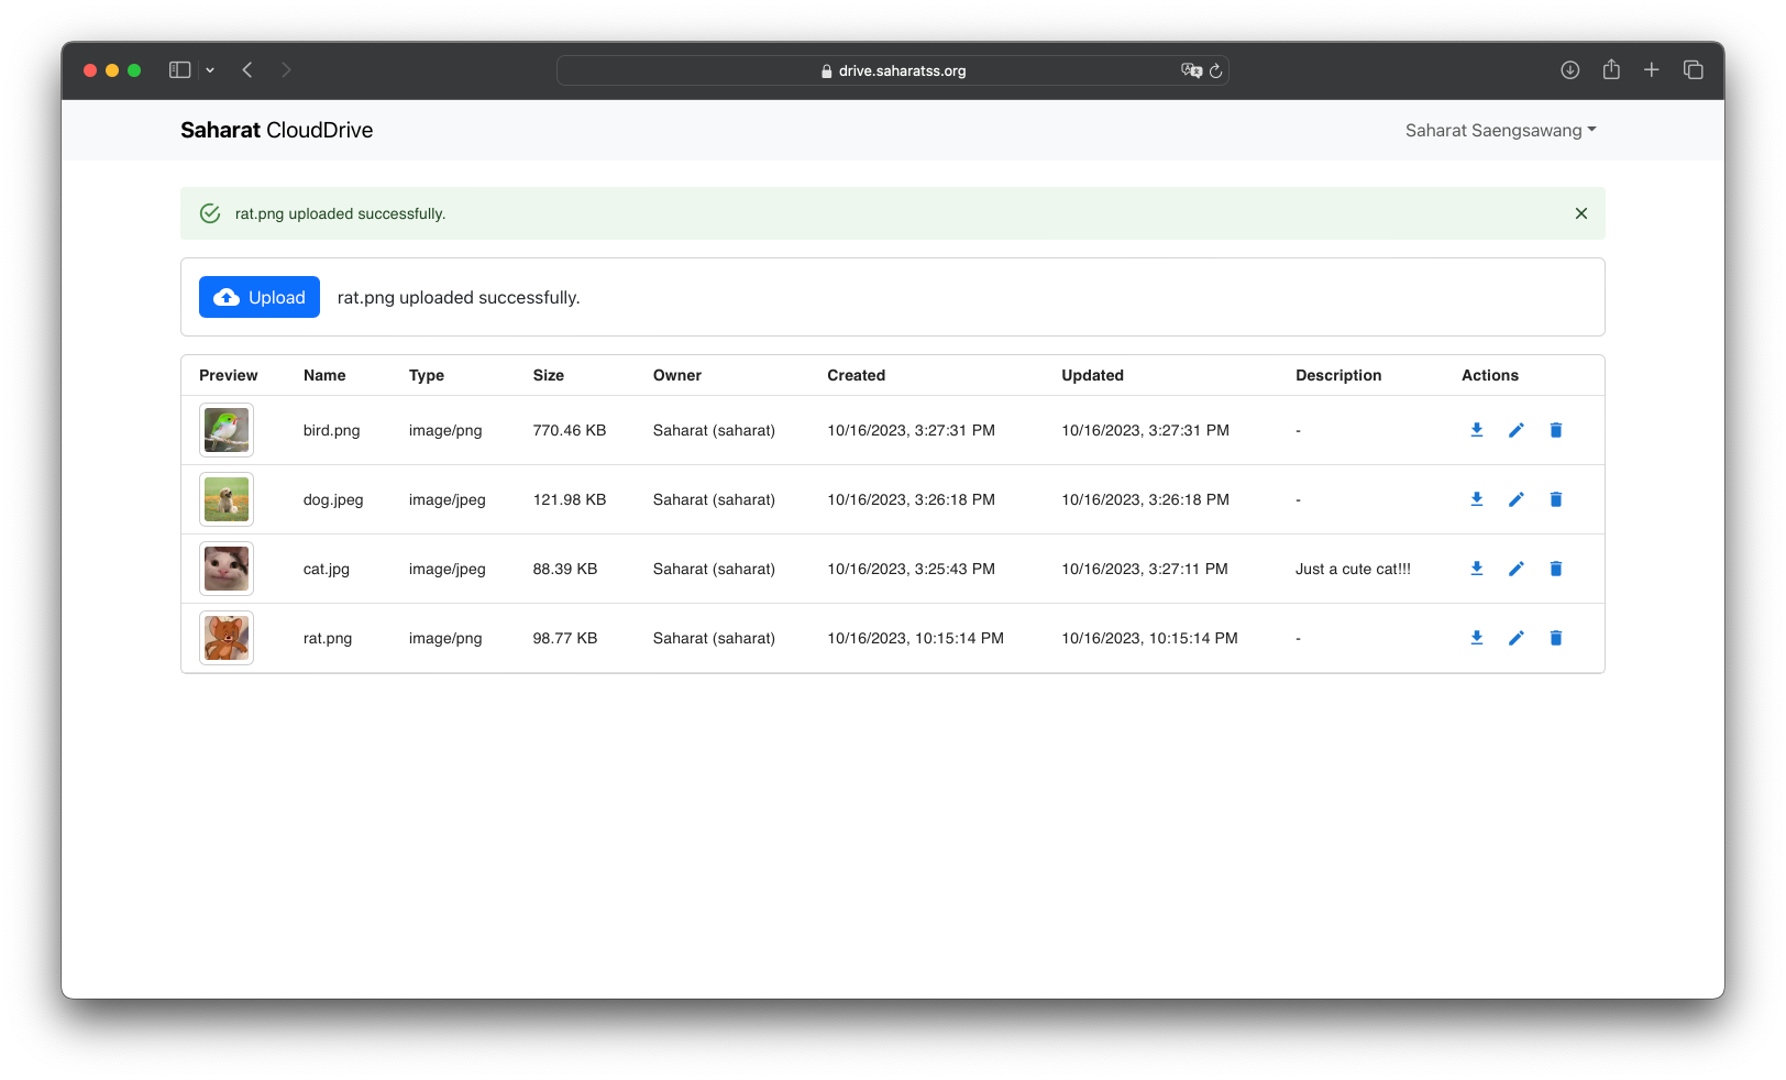 drive.saharatss.org
Saharat CloudDrive
Saharat Saengsawang
rat.png uploaded successfully.
Upload rat.png uploaded successfully.
Preview Name Type Size Owner Created Updated Description Actions
bird.png image/png 770.46 KB Saharat (saharat) 10/16/2023, 3:27:31 PM 10/16/2023, 3:27:31 PM -
dog.jpeg image/jpeg 121.98 KB Saharat (saharat) 10/16/2023, 3:26:18 PM 10/16/2023, 3:26:18 PM -
cat.jpg image/jpeg 88.39 KB Saharat (saharat) 10/16/2023, 3:25:43 PM 10/16/2023, 3:27:11 PM Just a cute cat!!!
rat.png image/png 98.77 KB Saharat (saharat) 10/16/2023, 10:15:14 PM 10/16/2023, 10:15:14 PM -